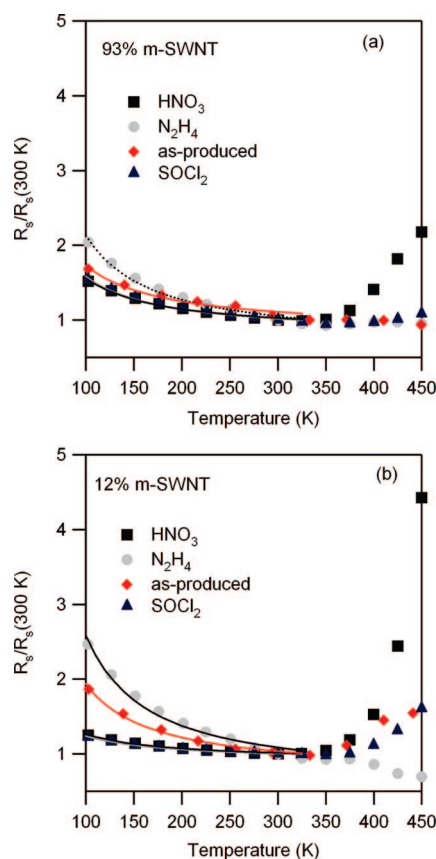 93% m-SWNT
(a)
HNO3
N2H4
as-produced
SOCl2
Rs/Rs(300 K)
5
4
3
2
1
100 150 200 250 300 350 400 450
Temperature (K)
12% m-SWNT
(b)
HNO3
N2H4
as-produced
SOCl2
Rs/Rs(300 K)
5
4
3
2
1
100 150 200 250 300 350 400 450
Temperature (K)